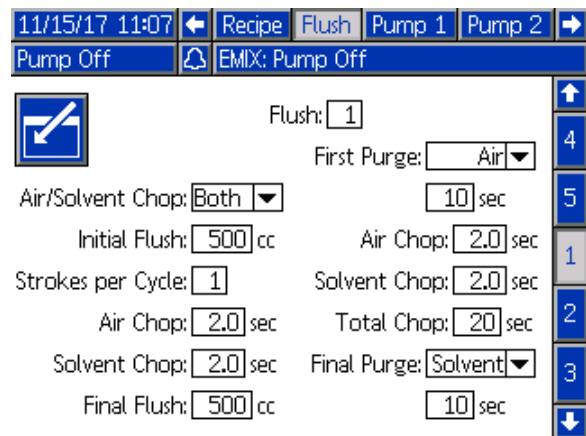 11/15/17 11:07 Recipe Flush Pump 1 Pump 2
Pump Off EMIX: Pump Off
Flush: 1
First Purge: Air
Air/Solvent Chop: Both 10 sec
Initial Flush: 500 cc Air Chop: 2.0 sec
Strokes per Cycle: 1 Solvent Chop: 2.0 sec
Air Chop: 2.0 sec Total Chop: 20 sec
Solvent Chop: 2.0 sec Final Purge: Solvent
Final Flush: 500 cc 10 sec
4
5
1
2
3